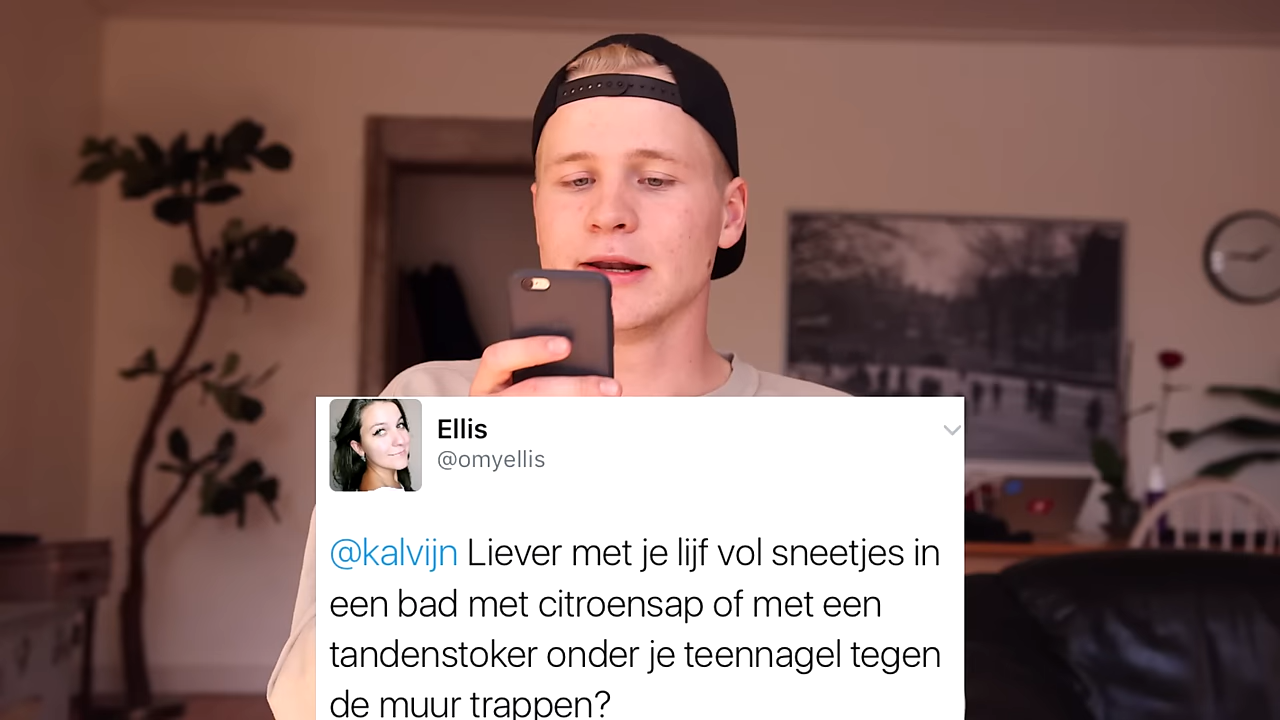 Ellis
@omyellis
@kalvijn Liever met je lijf vol sneetjes in
een bad met citroensap of met een
tandenstoker onder je teennagel tegen
de muur trappen?